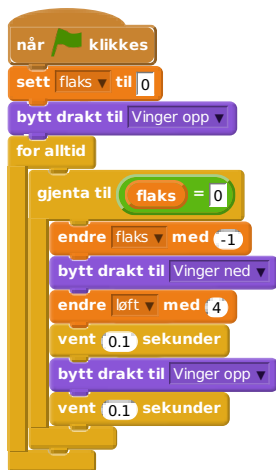 når klikkes
sett flaks til 0
bytt drakt til Vinger opp
for alltid
gjenta til flaks = 0
endre flaks med -1
bytt drakt til Vinger ned
endre løft med 4
vent 0.1 sekunder
bytt drakt til Vinger opp
vent 0.1 sekunder